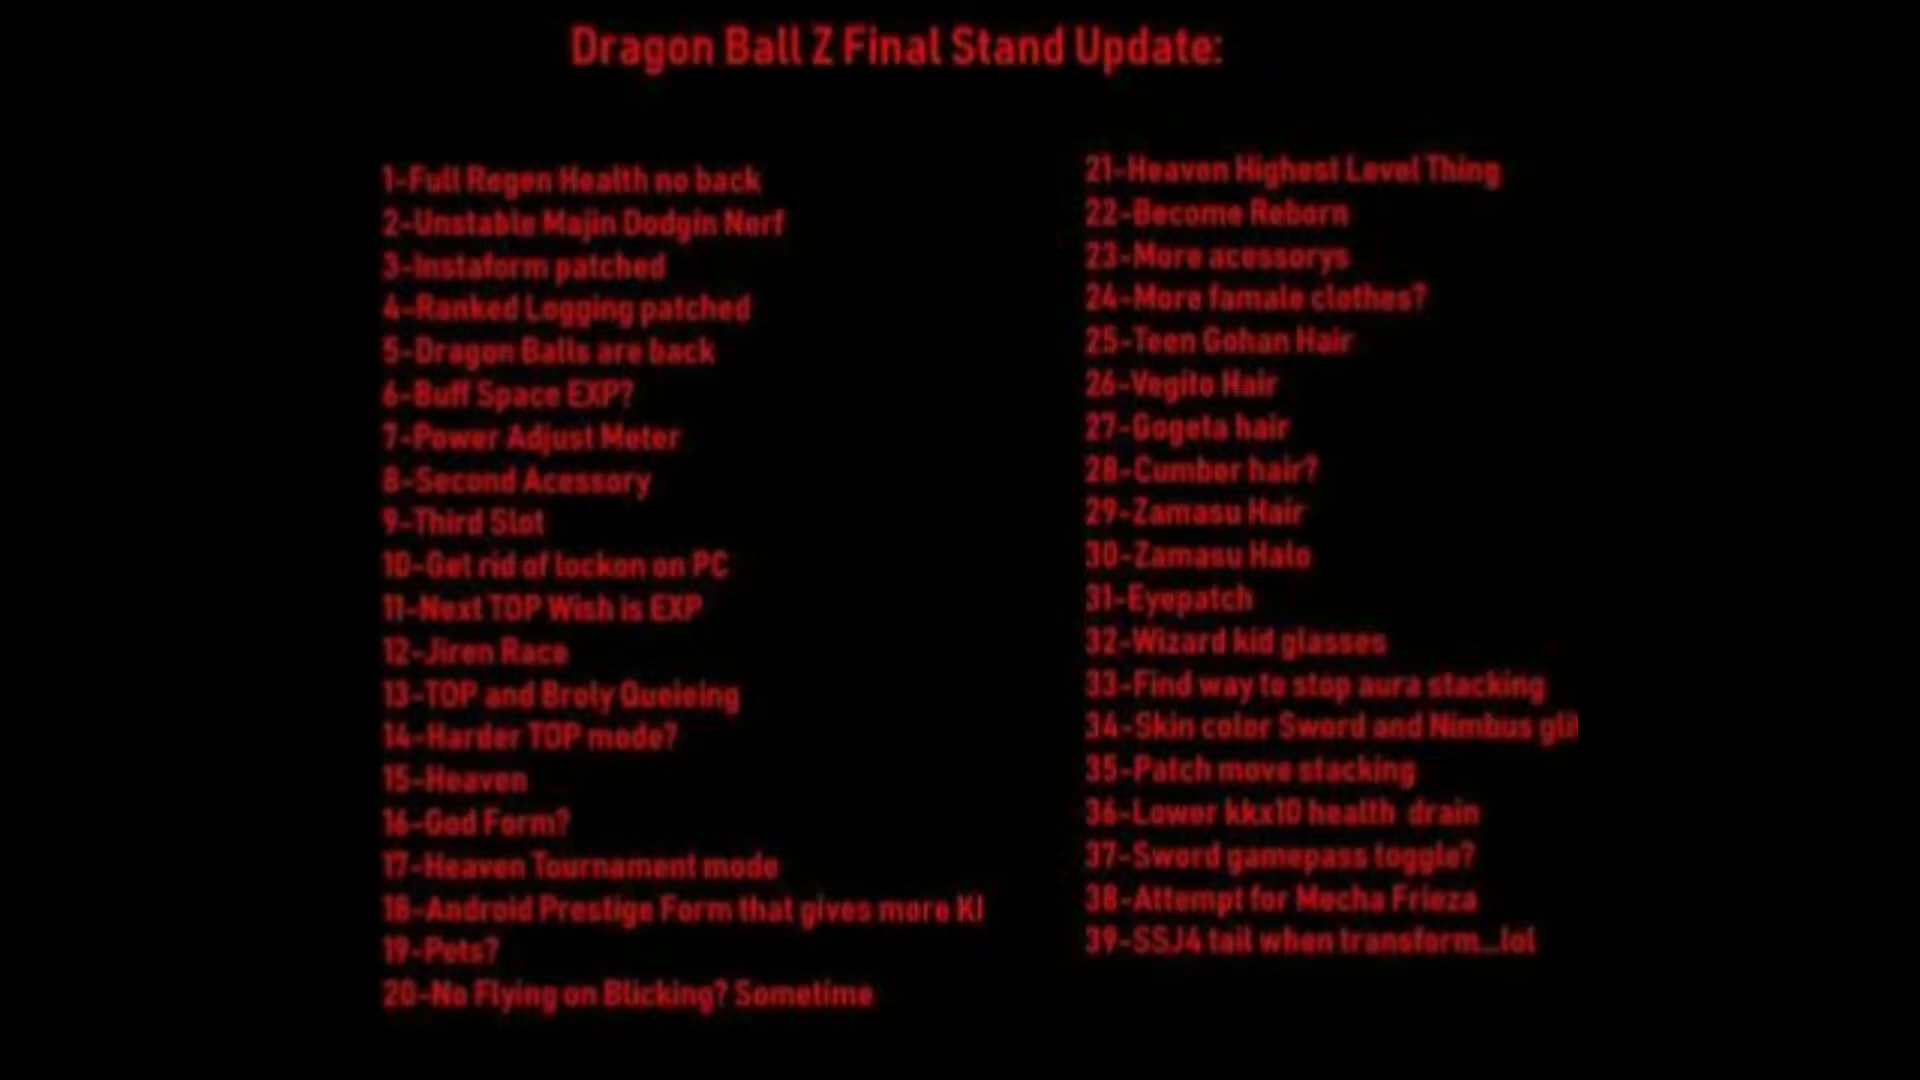 Dragon Ball Z Final Stand Update:
1-Full Regen Health no back
2-Unstable Majin Dodgin Nerf
3-Instaform patched
4-Ranked Logging patched
5-Dragon Balls are back
6-Buff Space EXP?
7-Power Adjust Meter
8-Second Acessory
9-Third Slot
10-Get rid of lockon on PC
11-Next TOP Wish is EXP
12-Jiren Race
13-TOP and Broly Queieing
14-Harder TOP mode?
15-Heaven
16-God Form?
17-Heaven Tournament mode
18-Android Prestige Form that gives more KI
19-Pets?
20-No Flying on Blicking? Sometime
21-Heaven Highest Level Thing
22-Become Reborn
23-More acessorys
24-More famale clothes?
25-Teen Gohan Hair
26-Vegito Hair
27-Gogeta hair
28-Cumber hair?
29-Zamasu Hair
30-Zamasu Halo
31-Eyepatch
32-Wizard kid glasses
33-Find way to stop aura stacking
34-Skin color Sword and Nimbus gli
35-Patch move stacking
36-Lower kkx10 health drain
37-Sword gamepass toggle?
38-Attempt for Mecha Frieza
39-SSJ4 tail when transform...lol